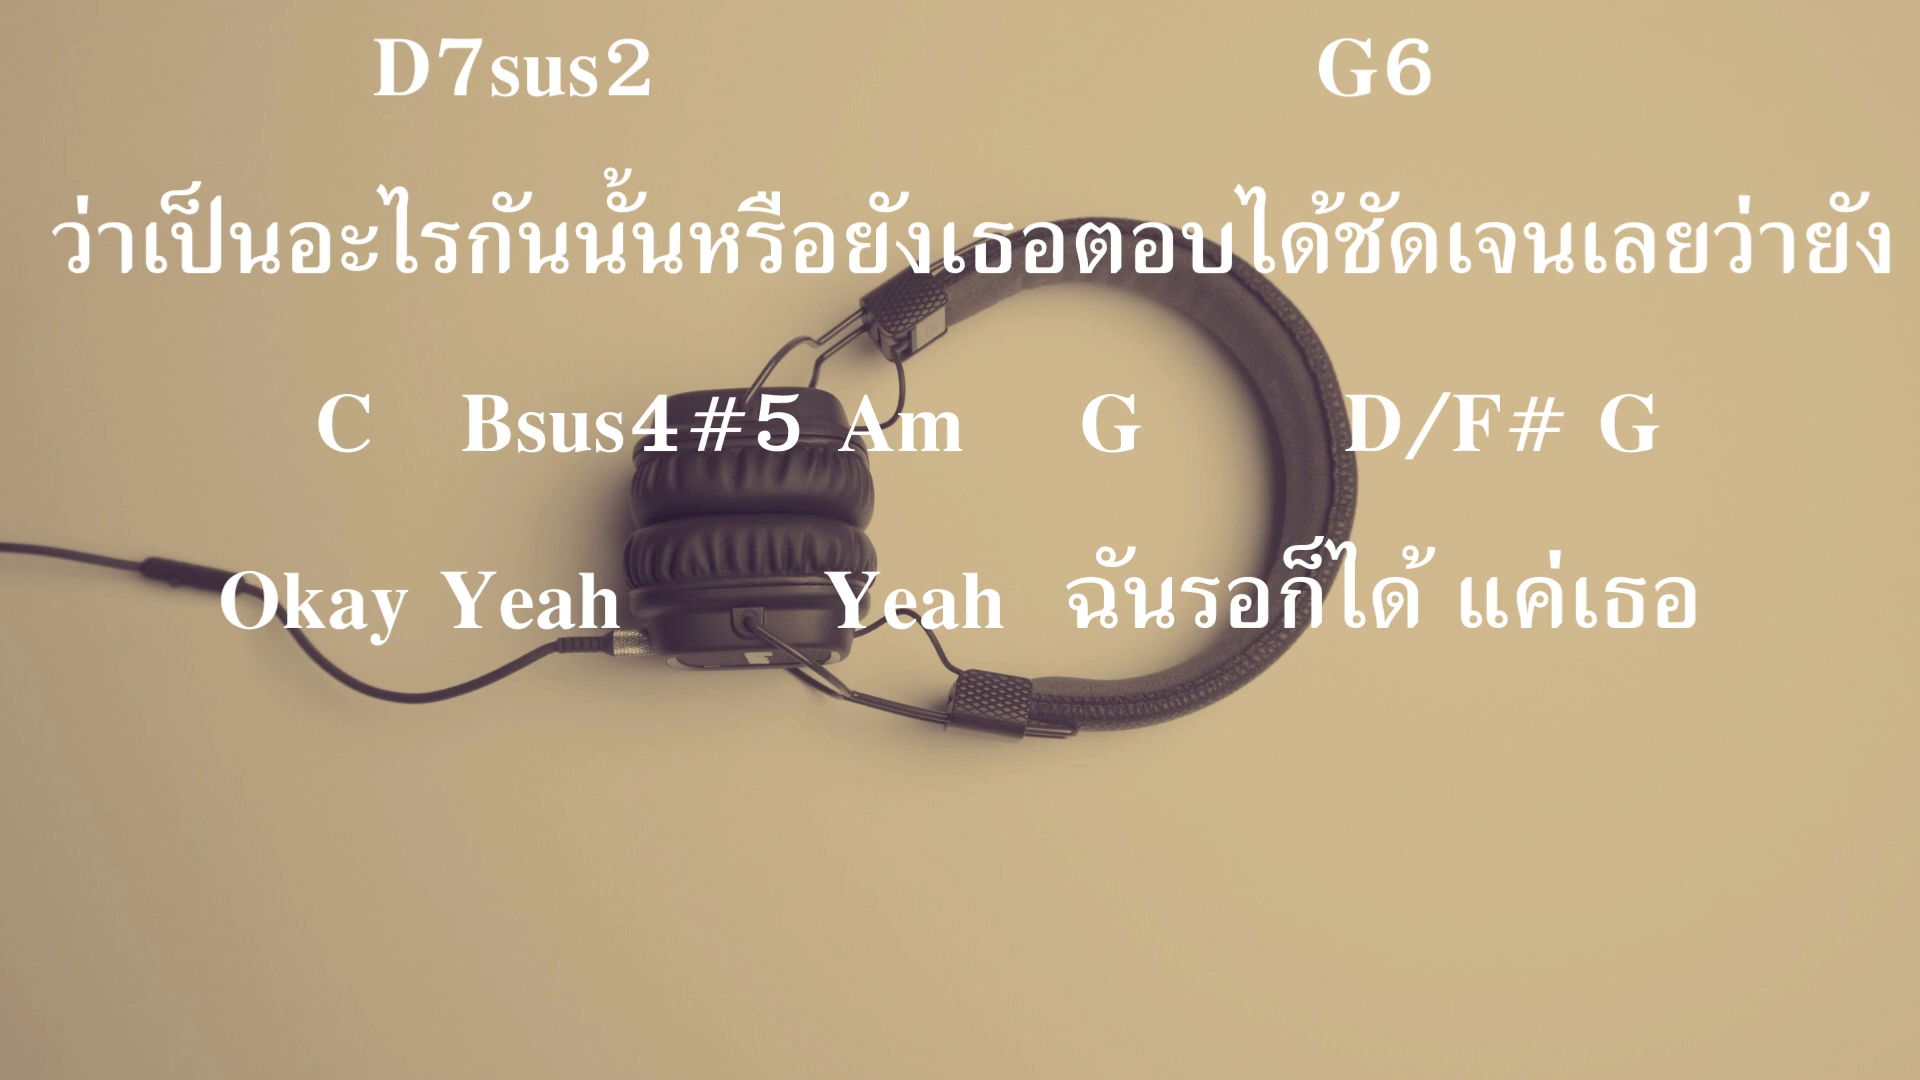 D7sus2 G6
ว่าเป็นอะไรกันนั้นหรือยังเธอตอบได้ชัดเจนเลยว่ายัง
C Bsus4#5 Am G D/F# G
Okay Yeah Yeah ฉันรอก็ได้ แค่เธอ